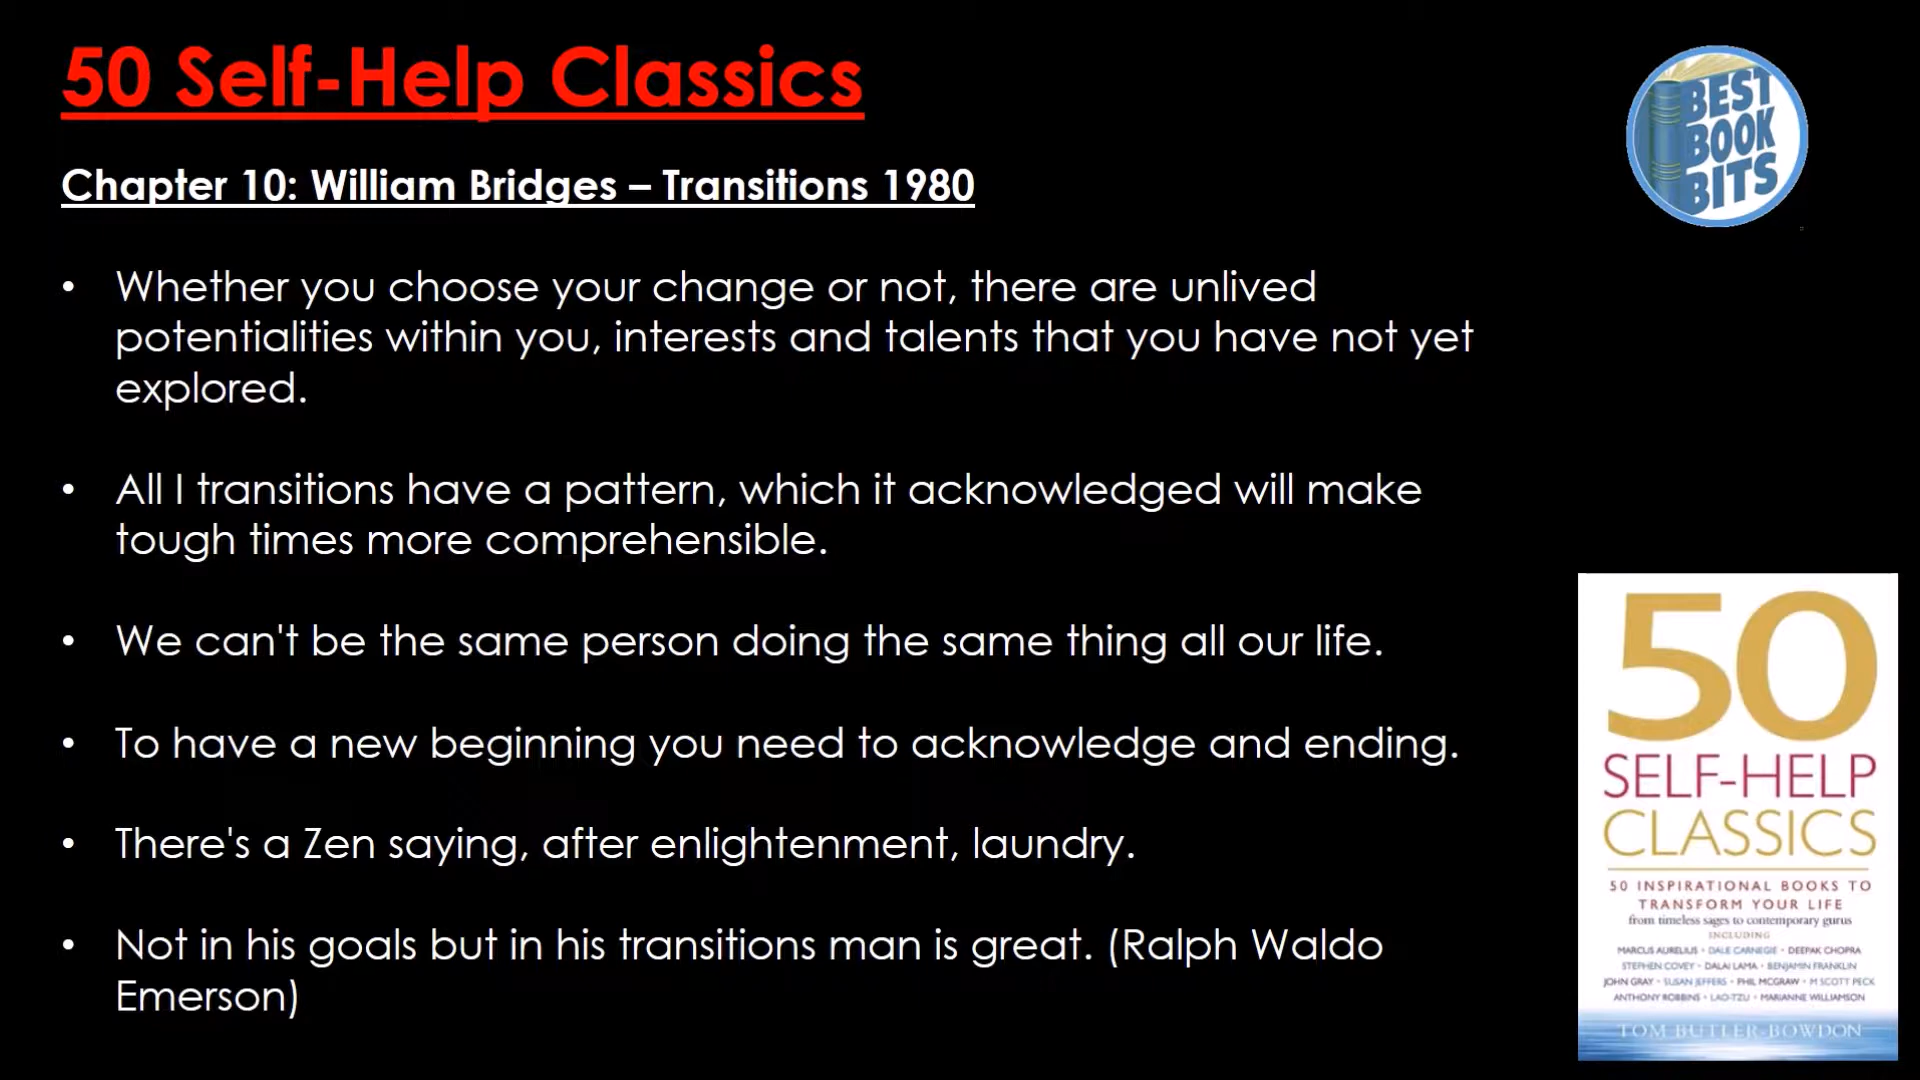 50 Self-Help Classics
BEST
BOOK
BITS
Chapter 10: William Bridges – Transitions 1980
• Whether you choose your change or not, there are unlived
potentialities within you, interests and talents that you have not yet
explored.
• All I transitions have a pattern, which it acknowledged will make
tough times more comprehensible.
• We can't be the same person doing the same thing all our life.
• To have a new beginning you need to acknowledge and ending.
• There's a Zen saying, after enlightenment, laundry.
• Not in his goals but in his transitions man is great. (Ralph Waldo
Emerson)
50
SELF-HELP
CLASSICS
50 INSPIRATIONAL BOOKS TO
TRANSFORM YOUR LIFE
from timeless sages to contemporary gurus
INCLUDING
MARCUS AURELIUS • DALE CARNEGIE • DEEPAK CHOPRA
STEPHEN COVEY • DALAI LAMA • BENJAMIN FRANKLIN
JOHN GRAY • SUSAN JEFFERS • PHIL MCGRAW • M SCOTT PECK
ANTHONY ROBBINS • LAO-TZU • MARIANNE WILLIAMSON
TOM BUTLER-BOWDON